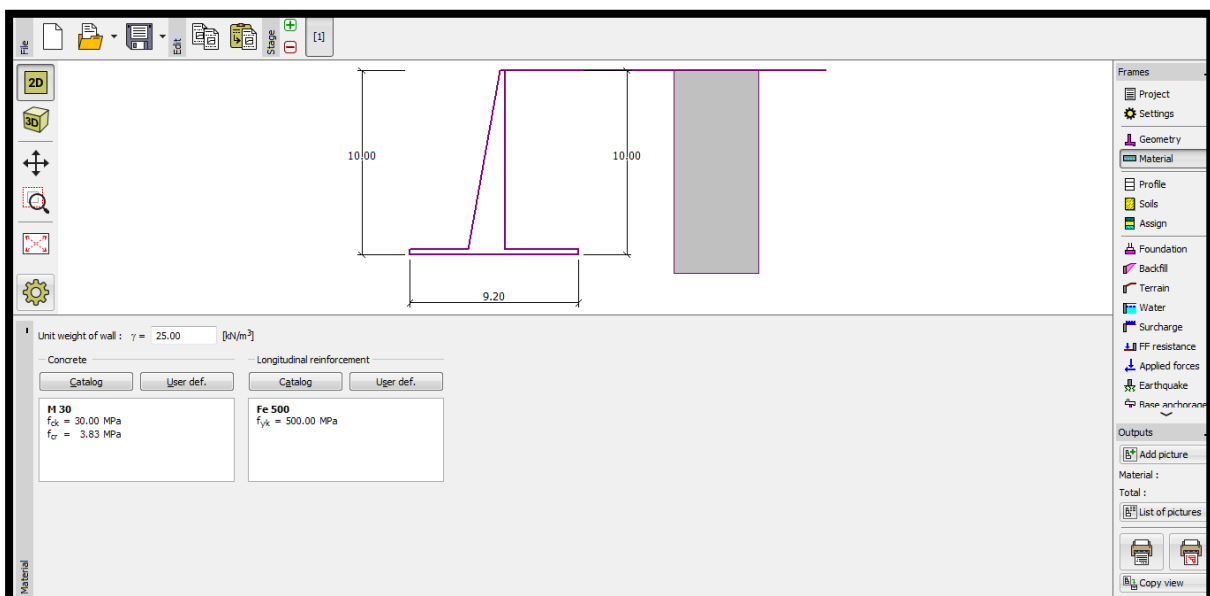 File
Edit
Stage
[1]
2D
3D
10.00
10.00
9.20
Frames
Project
Settings
Geometry
Material
Profile
Soils
Assign
Foundation
Backfill
Terrain
Water
Surcharge
FF resistance
Applied forces
Earthquake
Base anchorage
Outputs
Add picture
Material :
Total :
List of pictures
Copy view
Material
Unit weight of wall : γ = 25.00 [kN/m³]
Concrete
Catalog User def.
M 30
fck = 30.00 MPa
fcr = 3.83 MPa
Longitudinal reinforcement
Catalog User def.
Fe 500
fyk = 500.00 MPa